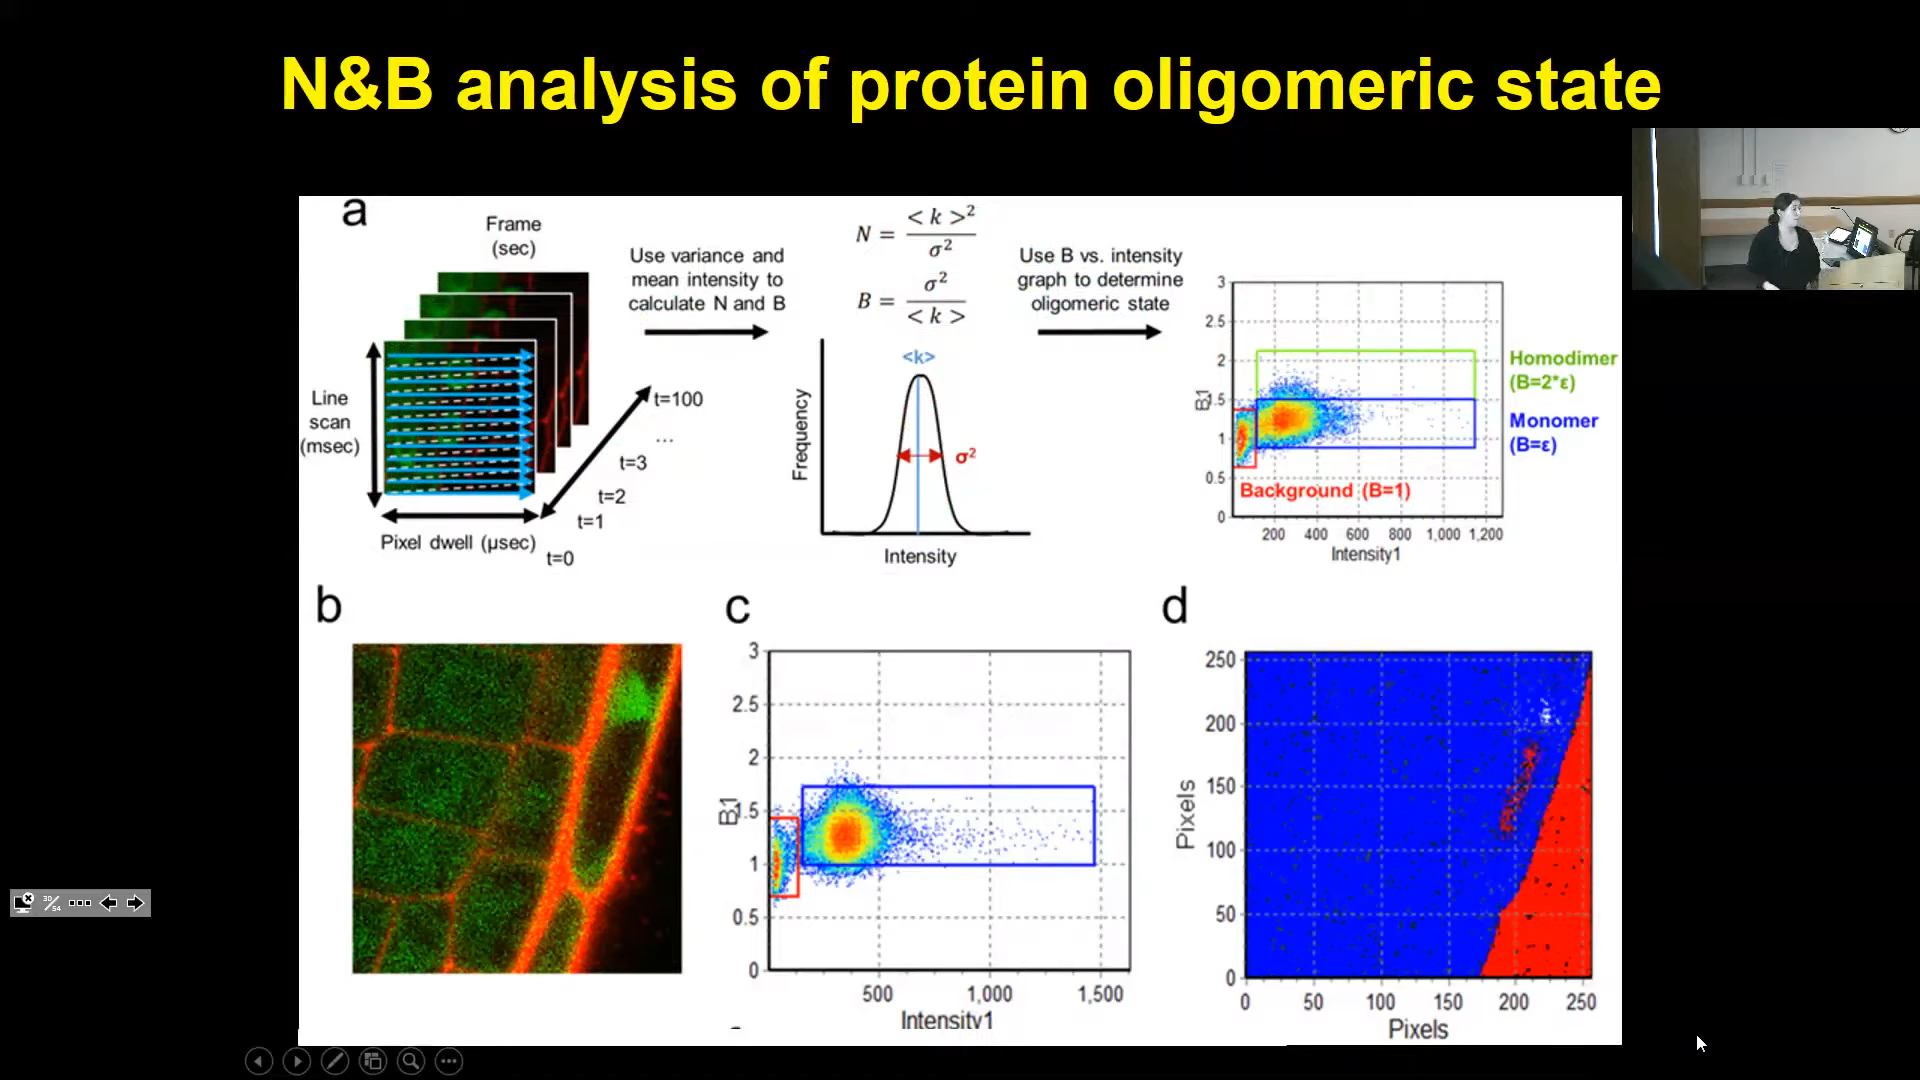 N&B analysis of protein oligomeric state
a
Frame
(sec)
Line
scan
(msec)
Pixel dwell (µsec)
t=0
t=1
t=2
t=3
...
t=100
Use variance and
mean intensity to
calculate N and B
N = <k>² / σ²
B = σ² / <k>
Frequency
<k>
σ²
Intensity
Use B vs. intensity
graph to determine
oligomeric state
B1
3
2.5
2
1.5
1
0.5
0
200 400 600 800 1,000 1,200
Intensity1
Homodimer
(B=2*ε)
Monomer
(B=ε)
Background (B=1)
b
c
B1
3
2.5
2
1.5
1
0.5
0
500 1,000 1,500
Intensity1
d
Pixels
250
200
150
100
50
0
0 50 100 150 200 250
Pixels
30/54